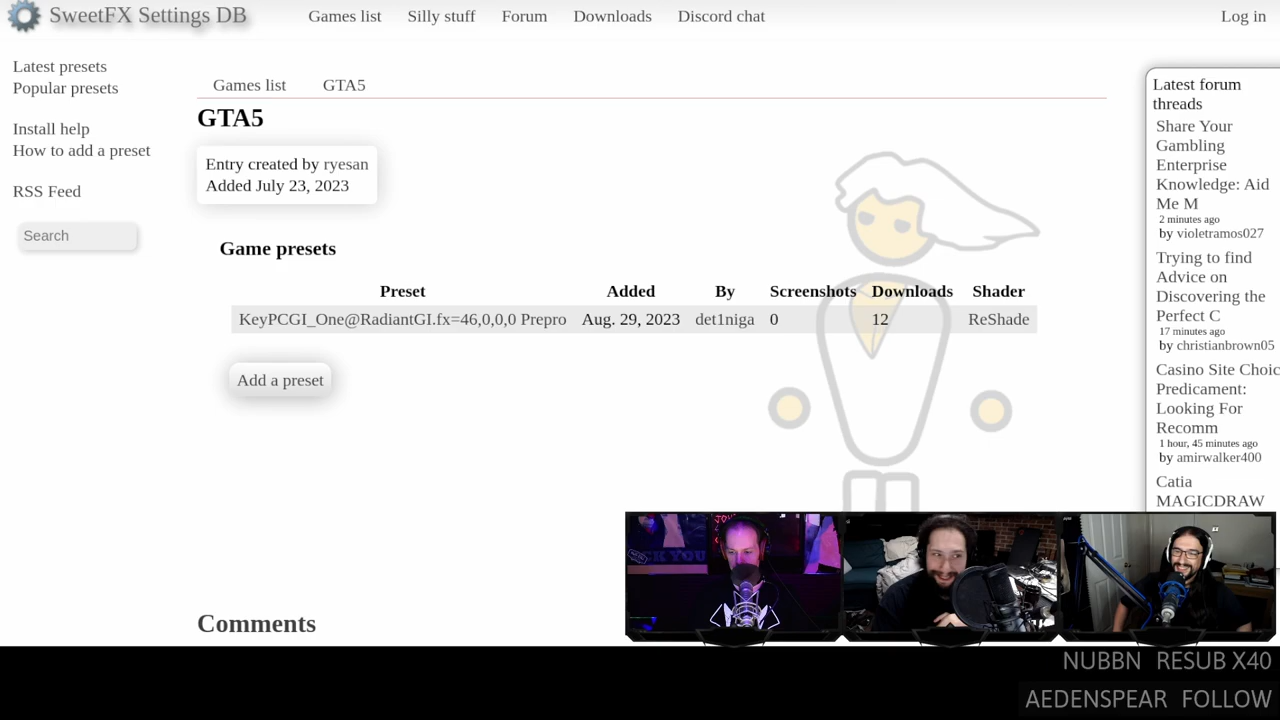 SweetFX Settings DB
Games list Silly stuff Forum Downloads Discord chat
Log in
Latest presets
Popular presets
Install help
How to add a preset
RSS Feed
Search
Games list GTA5
GTA5
Entry created by ryesan
Added July 23, 2023
Game presets
Preset Added By Screenshots Downloads Shader
KeyPCGI_One@RadiantGI.fx=46,0,0,0 Prepro Aug. 29, 2023 det1niga 0 12 ReShade
Add a preset
Comments
Latest forum
threads
Share Your
Gambling
Enterprise
Knowledge: Aid
Me M
2 minutes ago
by violetramos027
Trying to find
Advice on
Discovering the
Perfect C
17 minutes ago
by christianbrown05
Casino Site Choic
Predicament:
Looking For
Recomm
1 hour, 45 minutes ago
by amirwalker400
Catia
MAGICDRAW
NUBBN RESUB X40
AEDENSPEAR FOLLOW